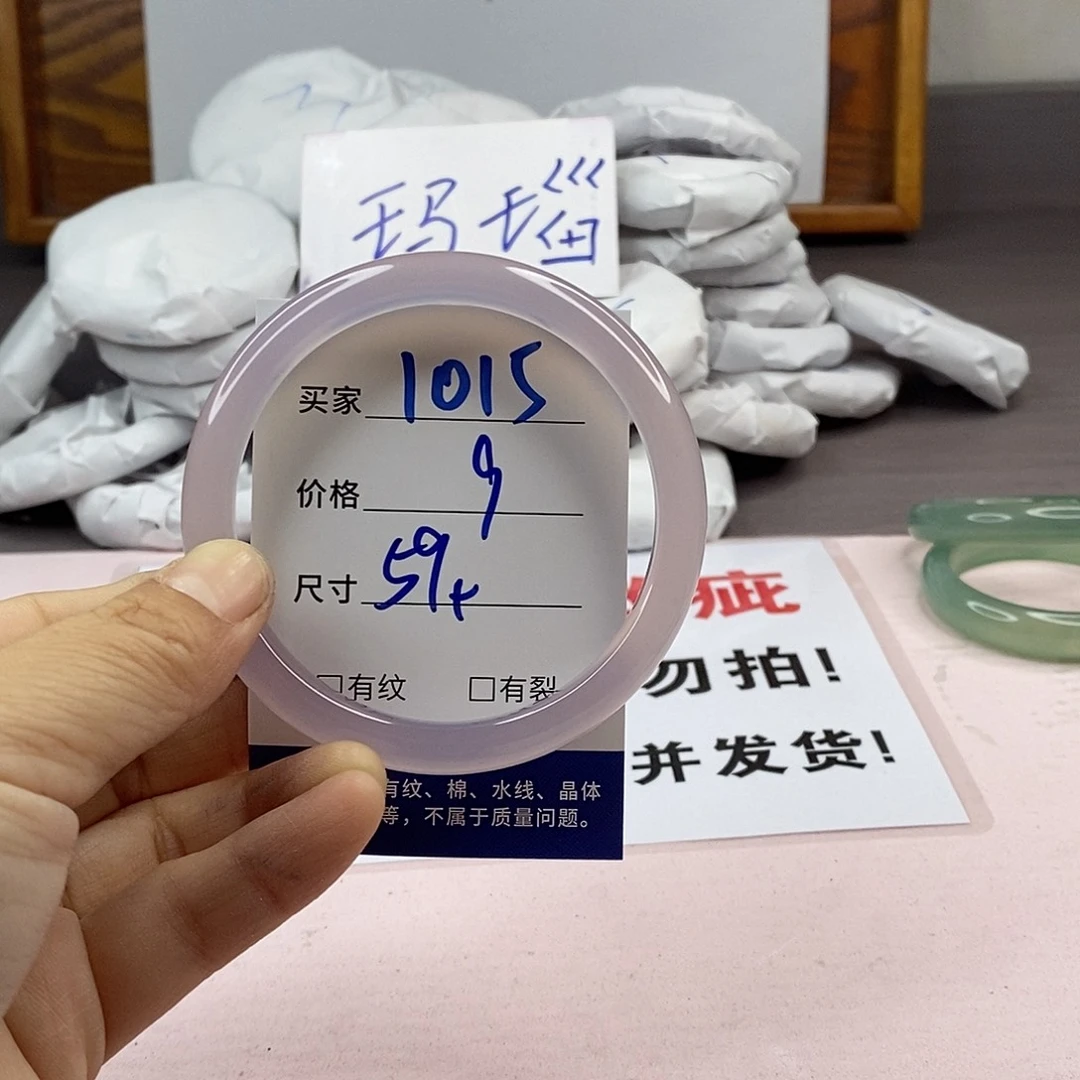 玛瑙
买家 1015
价格 9
尺寸 59+
□有纹 □有裂
有纹、棉、水线、晶体
等，不属于质量问题。
疵
勿拍!
并发货!